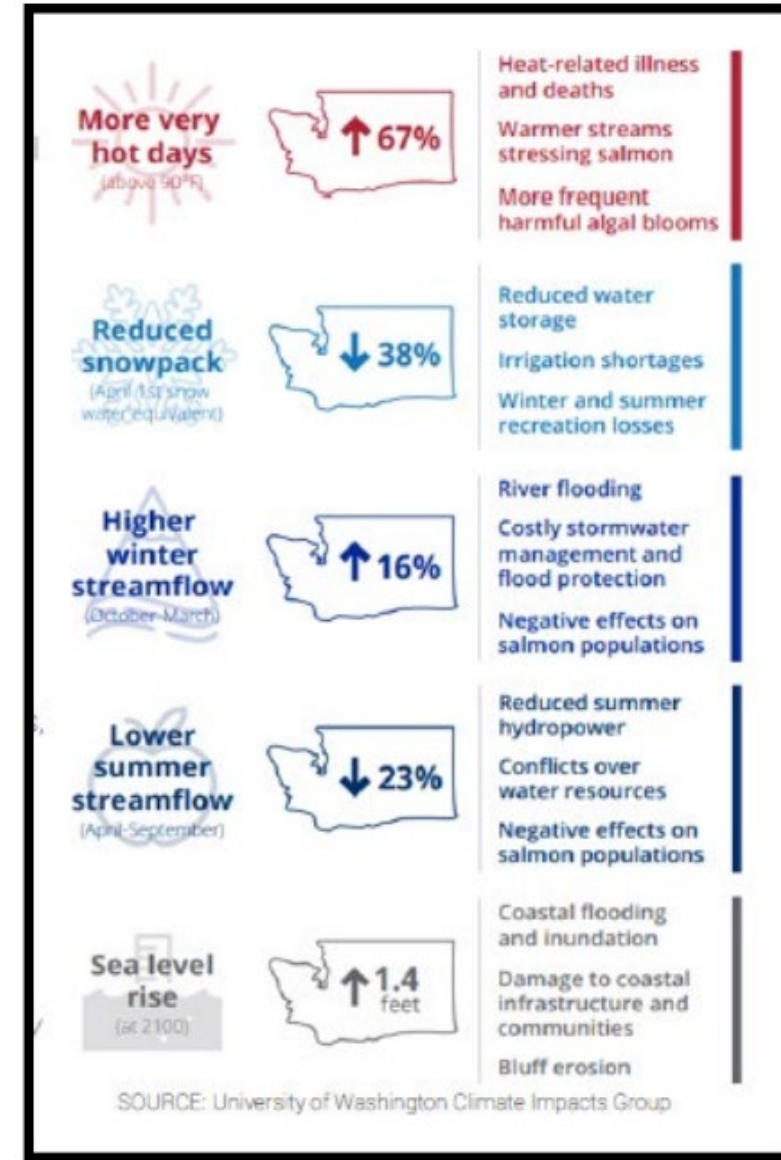 More very
hot days
(above 90°F)
67%
Heat-related illness
and deaths
Warmer streams
stressing salmon
More frequent
harmful algal blooms
Reduced
snowpack
(April 1st snow
water equivalent)
38%
Reduced water
storage
Irrigation shortages
Winter and summer
recreation losses
Higher
winter
streamflow
(October-March)
16%
River flooding
Costly stormwater
management and
flood protection
Negative effects on
salmon populations
Lower
summer
streamflow
(April-September)
23%
Reduced summer
hydropower
Conflicts over
water resources
Negative effects on
salmon populations
Sea level
rise
(at 2100)
1.4
feet
Coastal flooding
and inundation
Damage to coastal
infrastructure and
communities
Bluff erosion
SOURCE: University of Washington Climate Impacts Group